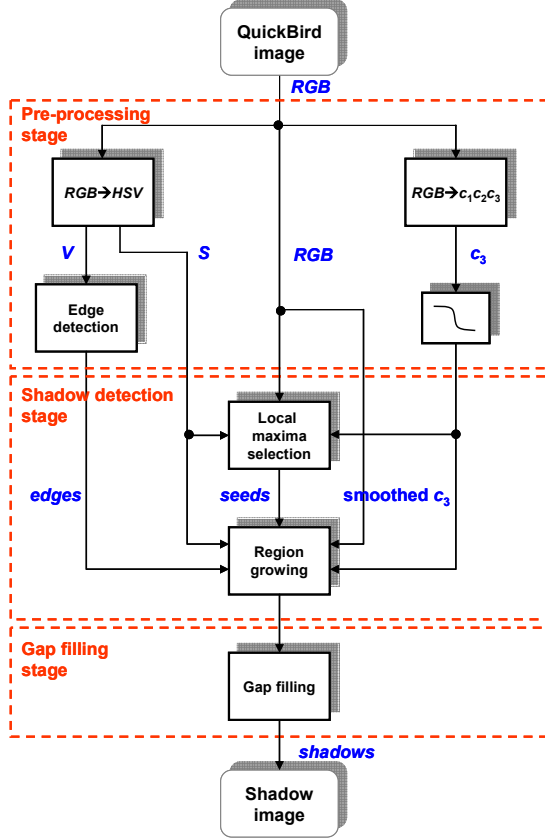 QuickBird
image
RGB
Pre-processing
stage
RGB→HSV
RGB→c₁c₂c₃
V
S
RGB
c₃
Edge
detection
Shadow detection
stage
Local
maxima
selection
edges
seeds
smoothed c₃
Region
growing
Gap filling
stage
Gap filling
shadows
Shadow
image